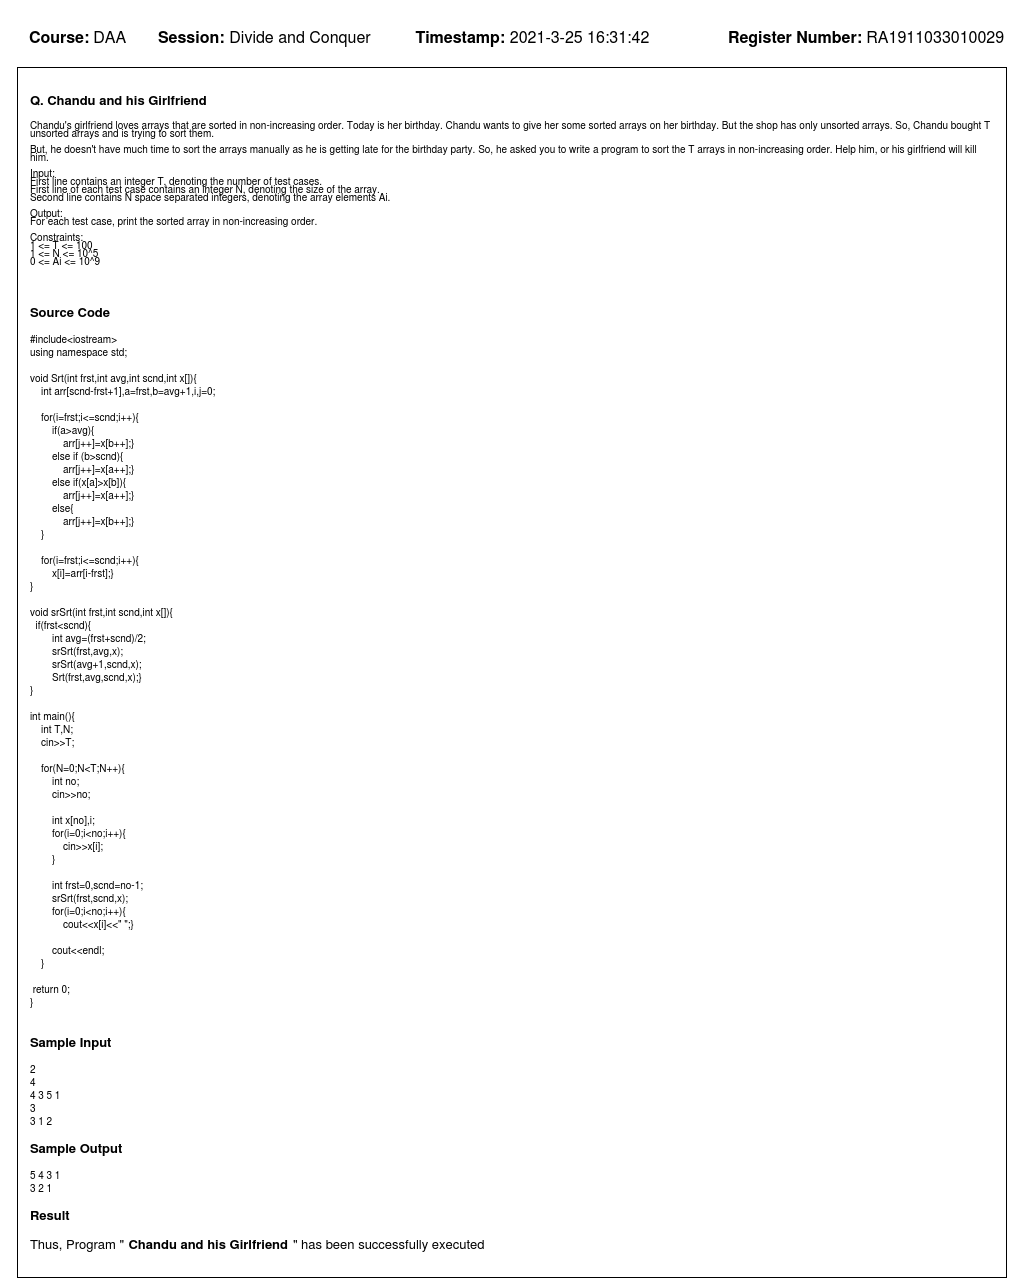 Course: DAA Session: Divide and Conquer Timestamp: 2021-3-25 16:31:42 Register Number: RA1911033010029
Q. Chandu and his Girlfriend
Chandu's girlfriend loves arrays that are sorted in non-increasing order. Today is her birthday. Chandu wants to give her some sorted arrays on her birthday. But the shop has only unsorted arrays. So, Chandu bought T
unsorted arrays and is trying to sort them.
But, he doesn't have much time to sort the arrays manually as he is getting late for the birthday party. So, he asked you to write a program to sort the T arrays in non-increasing order. Help him, or his girlfriend will kill
him.
Input:
First line contains an integer T, denoting the number of test cases.
First line of each test case contains an integer N, denoting the size of the array.
Second line contains N space separated integers, denoting the array elements Ai.
Output:
For each test case, print the sorted array in non-increasing order.
Constraints:
1 <= T <= 100
1 <= N <= 10^5
0 <= Ai <= 10^9
Source Code
#include<iostream>
using namespace std;
void Srt(int frst,int avg,int scnd,int x[]){
int arr[scnd-frst+1],a=frst,b=avg+1,i,j=0;
for(i=frst;i<=scnd;i++){
if(a>avg){
arr[j++]=x[b++];}
else if (b>scnd){
arr[j++]=x[a++];}
else if(x[a]>x[b]){
arr[j++]=x[a++];}
else{
arr[j++]=x[b++];}
}
for(i=frst;i<=scnd;i++){
x[i]=arr[i-frst];}
}
void srSrt(int frst,int scnd,int x[]){
if(frst<scnd){
int avg=(frst+scnd)/2;
srSrt(frst,avg,x);
srSrt(avg+1,scnd,x);
Srt(frst,avg,scnd,x);}
}
int main(){
int T,N;
cin>>T;
for(N=0;N<T;N++){
int no;
cin>>no;
int x[no],i;
for(i=0;i<no;i++){
cin>>x[i];
}
int frst=0,scnd=no-1;
srSrt(frst,scnd,x);
for(i=0;i<no;i++){
cout<<x[i]<<" ";}
cout<<endl;
}
return 0;
}
Sample Input
2
4
4 3 5 1
3
3 1 2
Sample Output
5 4 3 1
3 2 1
Result
Thus, Program " Chandu and his Girlfriend " has been successfully executed